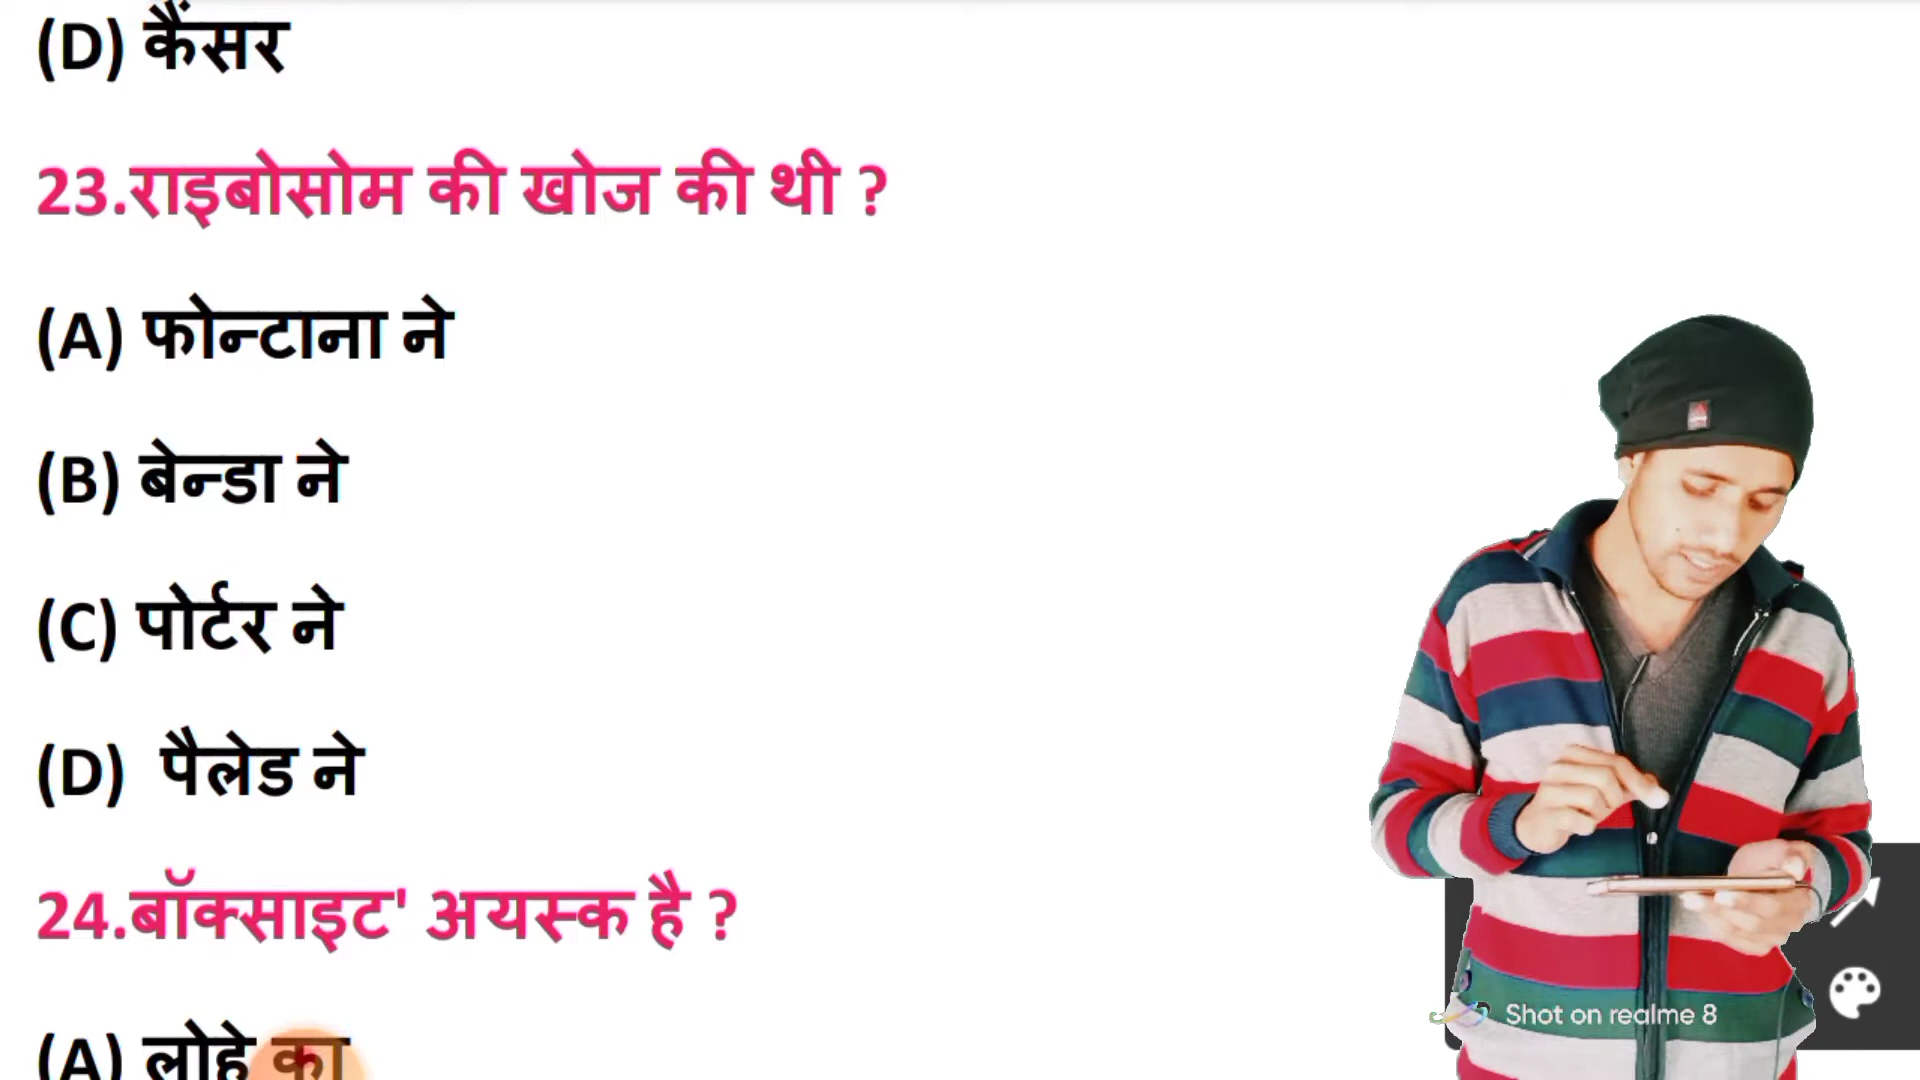 (D) कैंसर
23.राइबोसोम की खोज की थी ?
(A) फोन्टाना ने
(B) बेन्डा ने
(C) पोर्टर ने
(D) पैलेड ने
24.बॉक्साइट' अयस्क है ?
(A) लोहे का
Shot on realme 8